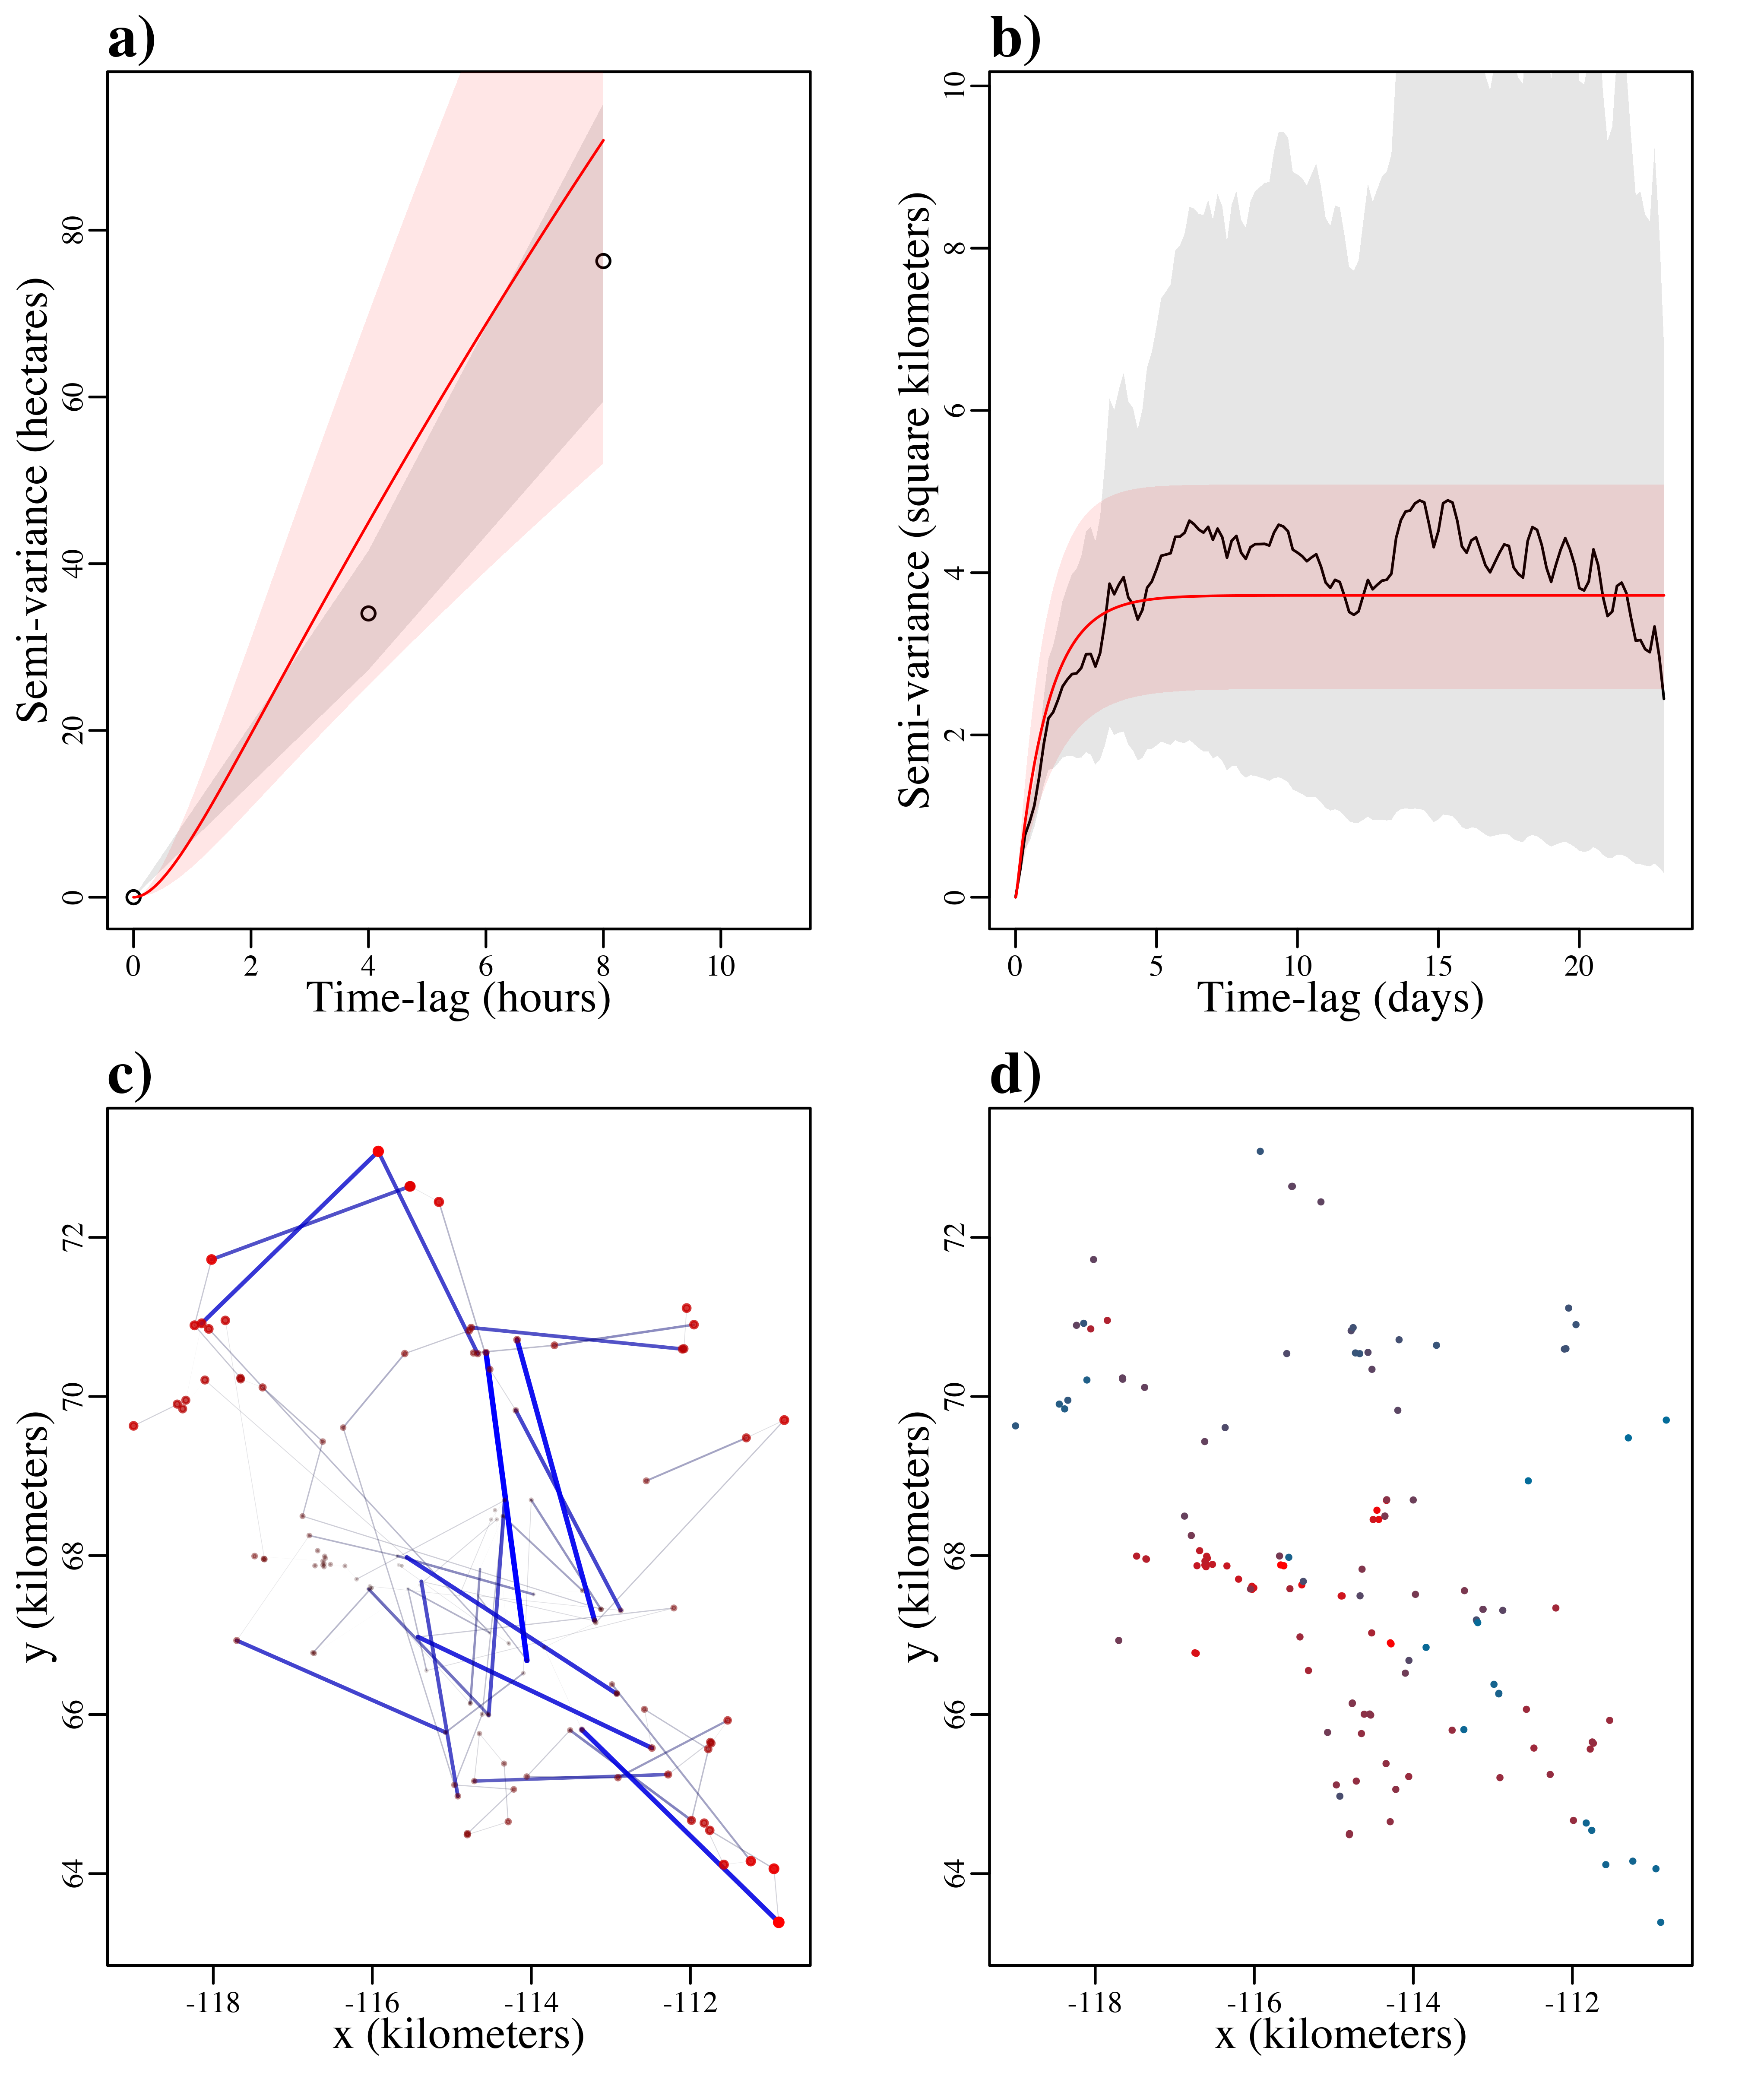 a)
Semi-variance (hectares)
80
60
40
20
0
0 2 4 6 8 10
Time-lag (hours)
b)
Semi-variance (square kilometers)
10
8
6
4
2
0
0 5 10 15 20
Time-lag (days)
c)
y (kilometers)
72
70
68
66
64
-118 -116 -114 -112
x (kilometers)
d)
y (kilometers)
72
70
68
66
64
-118 -116 -114 -112
x (kilometers)